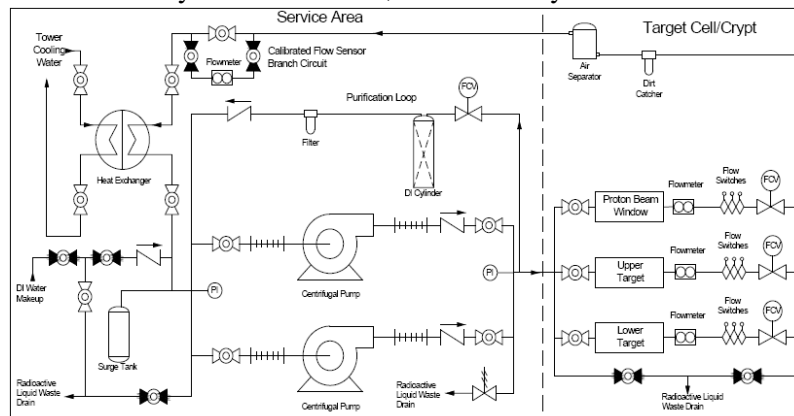 Service Area
Target Cell/Crypt
Tower
Cooling
Water
Calibrated Flow Sensor
Branch Circuit
Flowmeter
Air
Separator
Dirt
Catcher
Purification Loop
FCV
Filter
DI Cylinder
Heat Exchanger
Flowmeter
Flow
Switches
FCV
Proton Beam
Window
Centrifugal Pump
PI
Flowmeter
Flow
Switches
FCV
Upper
Target
DI Water
Makeup
PI
Flowmeter
Flow
Switches
FCV
Lower
Target
Surge Tank
Radioactive
Liquid Waste
Drain
Centrifugal Pump
Radioactive
Liquid Waste
Drain
Radioactive Liquid
Waste Drain